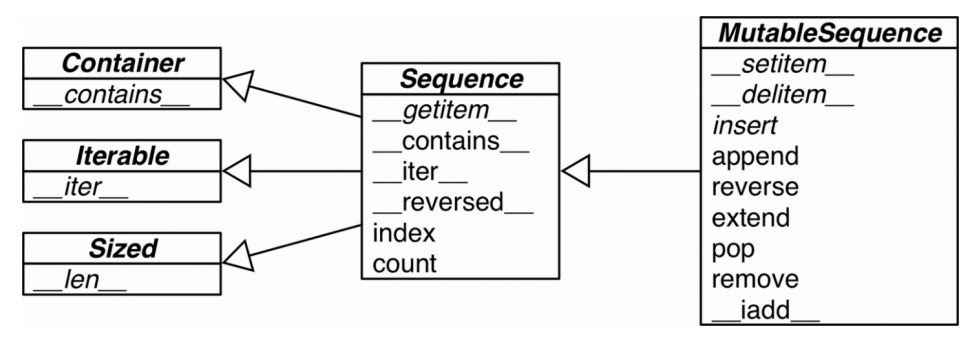 Container
__contains__
Iterable
__iter__
Sized
__len__
Sequence
__getitem__
__contains__
__iter__
__reversed__
index
count
MutableSequence
__setitem__
__delitem__
insert
append
reverse
extend
pop
remove
__iadd__